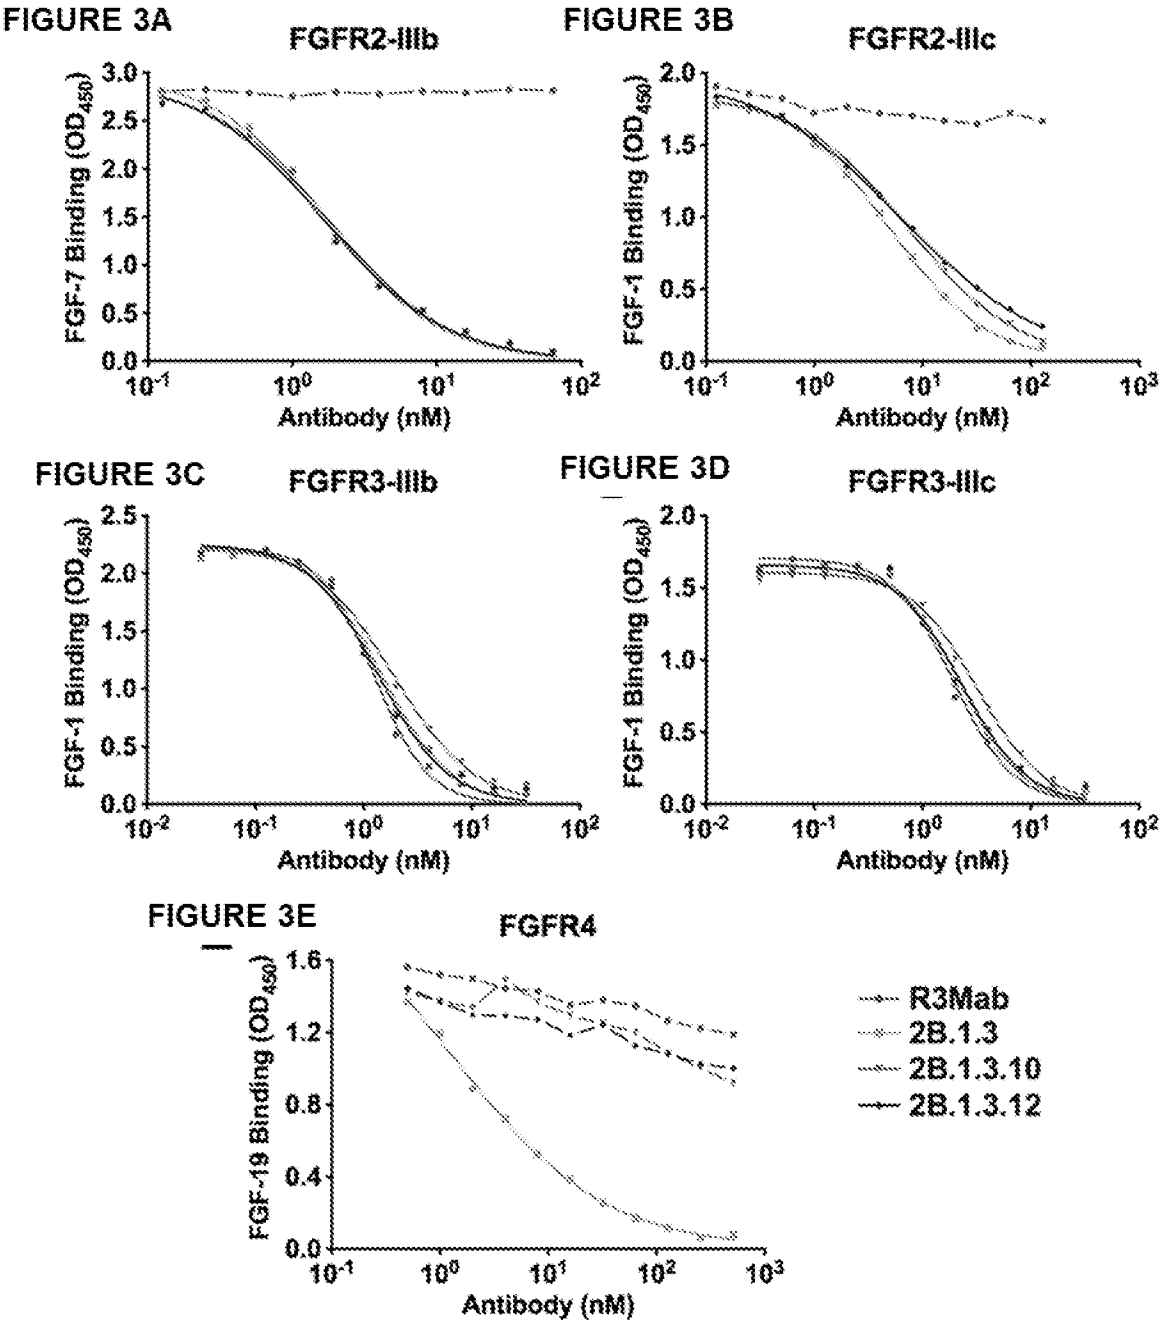 FIGURE 3A
FGFR2-IIIb
FGF-7 Binding (OD450)
3.0
2.5
2.0
1.5
1.0
0.5
0.0
10-1 100 101 102
Antibody (nM)
FIGURE 3B
FGFR2-IIIc
FGF-1 Binding (OD450)
2.0
1.5
1.0
0.5
0.0
10-1 100 101 102 103
Antibody (nM)
FIGURE 3C
FGFR3-IIIb
FGF-1 Binding (OD450)
2.5
2.0
1.5
1.0
0.5
0.0
10-2 10-1 100 101 102
Antibody (nM)
FIGURE 3D
FGFR3-IIIc
FGF-1 Binding (OD450)
2.0
1.5
1.0
0.5
0.0
10-2 10-1 100 101 102
Antibody (nM)
FIGURE 3E
FGFR4
FGF-19 Binding (OD450)
1.6
1.2
0.8
0.4
0.0
10-1 100 101 102 103
Antibody (nM)
R3Mab
2B.1.3
2B.1.3.10
2B.1.3.12